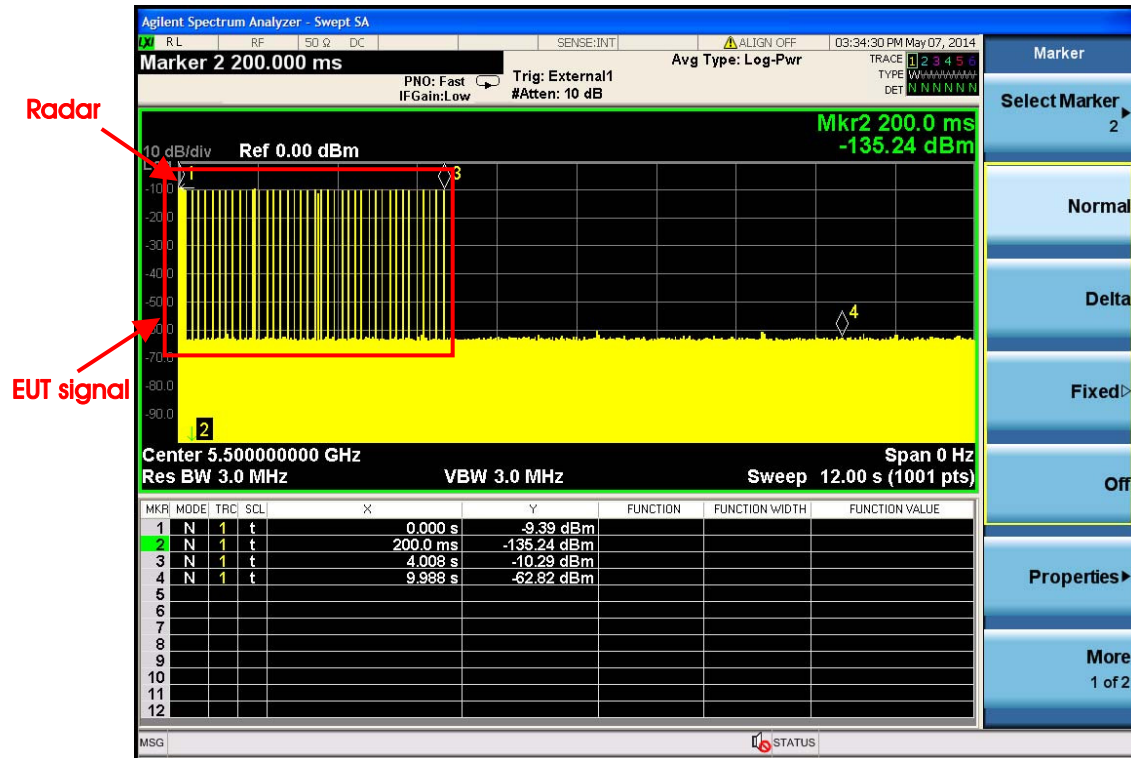 Agilent Spectrum Analyzer - Swept SA
RL RF 50 Ω DC SENSE:INT ALIGN OFF 03:34:30 PM May 07, 2014
Marker 2 200.000 ms
PNO: Fast
IFGain:Low
Trig: External1
#Atten: 10 dB
Avg Type: Log-Pwr
TRACE 1 2 3 4 5 6
TYPE
DET N N N N N N
Mkr2 200.0 ms
-135.24 dBm
10 dB/div Ref 0.00 dBm
Radar
EUT signal
1
3
4
2
-10.0
-20.0
-30.0
-40.0
-50.0
-60.0
-70.0
-80.0
-90.0
Center 5.500000000 GHz Span 0 Hz
Res BW 3.0 MHz VBW 3.0 MHz Sweep 12.00 s (1001 pts)
MKR MODE TRC SCL X Y FUNCTION FUNCTION WIDTH FUNCTION VALUE
1 N 1 t 0.000 s -9.39 dBm
2 N 1 t 200.0 ms -135.24 dBm
3 N 1 t 4.008 s -10.29 dBm
4 N 1 t 9.988 s -62.82 dBm
5
6
7
8
9
10
11
12
MSG STATUS
Marker
Select Marker
2
Normal
Delta
Fixed
Off
Properties
More
1 of 2